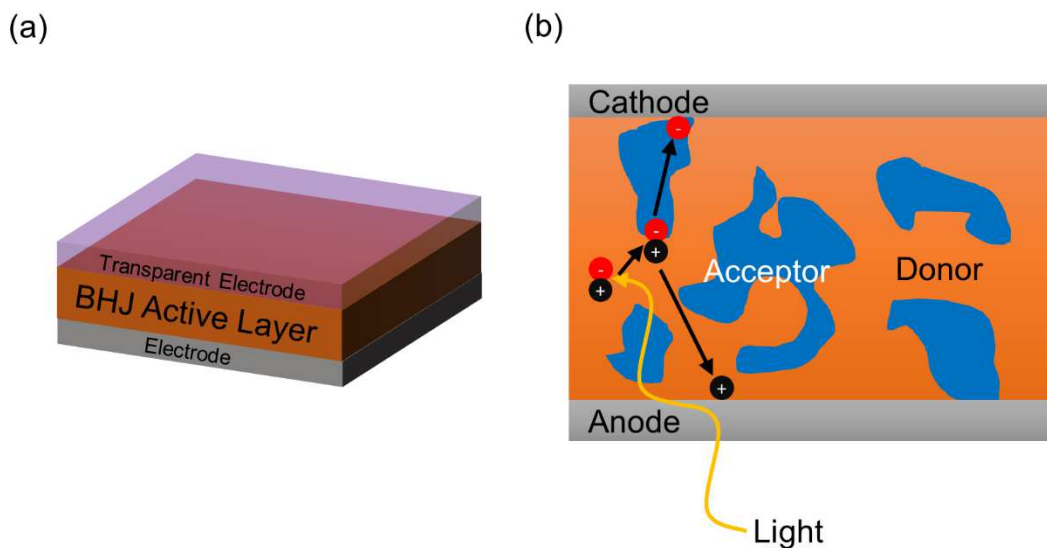 (a)
Transparent Electrode
BHJ Active Layer
Electrode
(b)
Cathode
-
-
+
-
+
Acceptor
Donor
+
Anode
Light